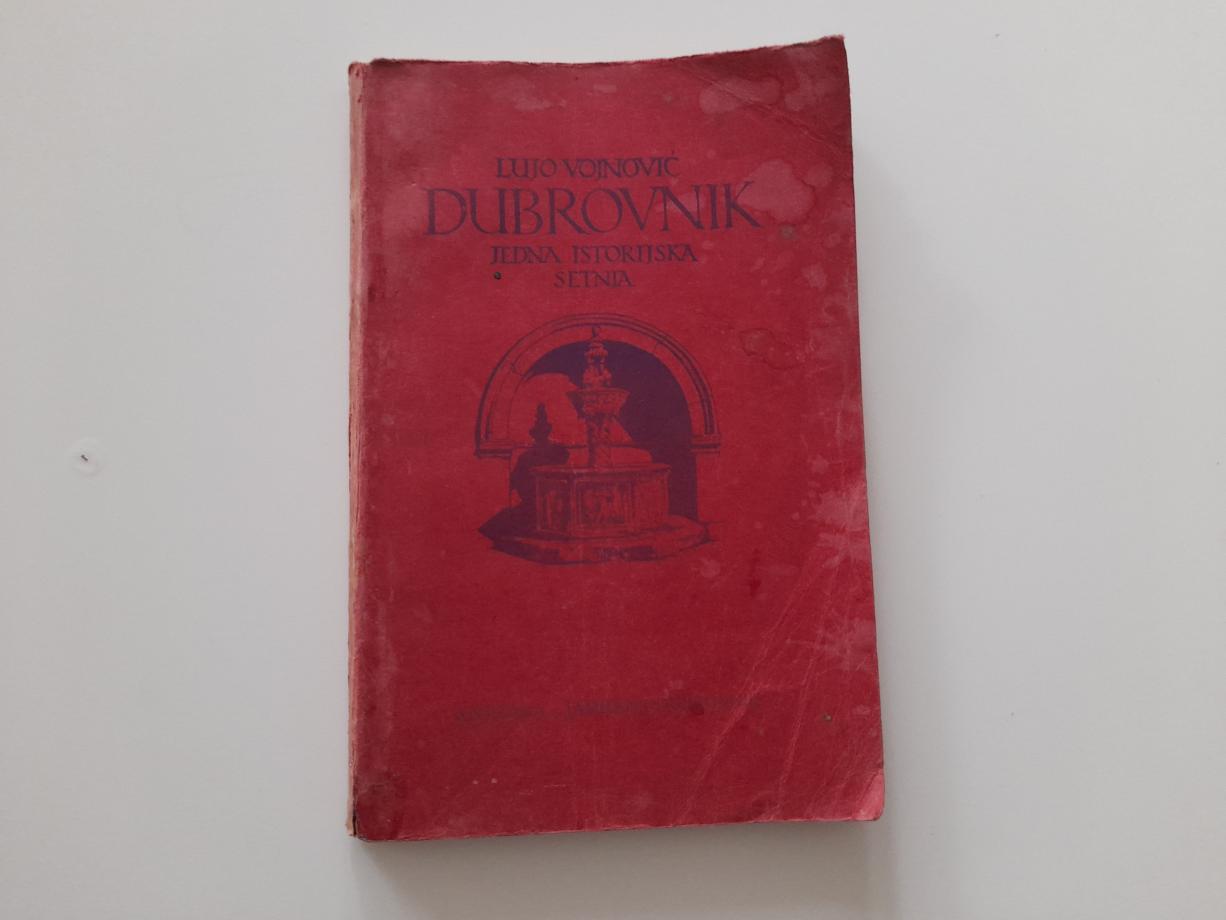 LUJO VOJNOVIĆ
DUBROVNIK
JEDNA ISTORIJSKA
ŠETNJA